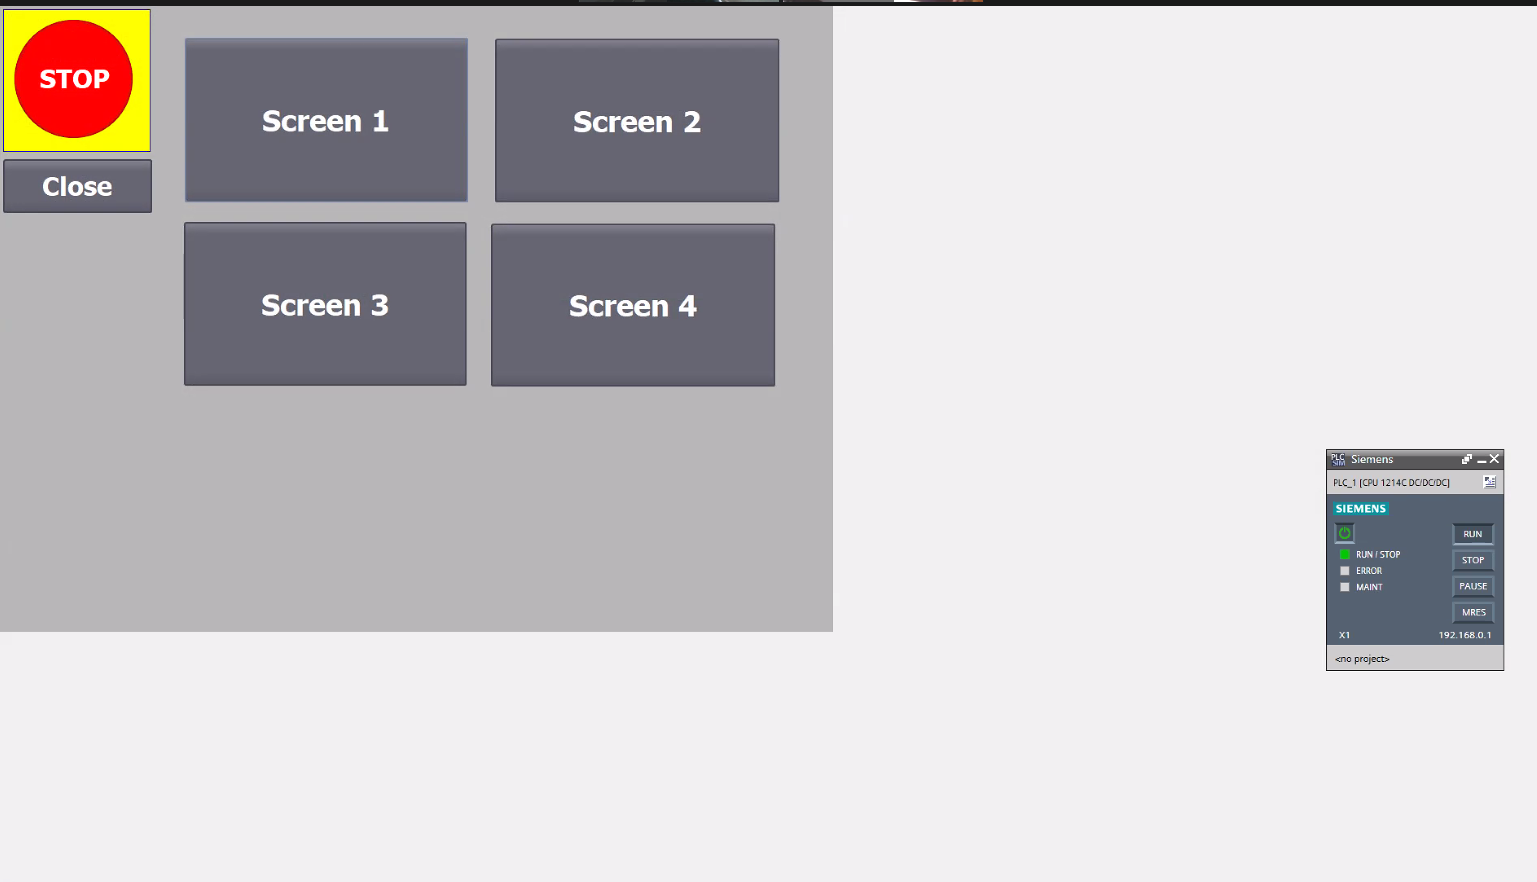 STOP
Close
Screen 1
Screen 2
Screen 3
Screen 4
PLC SIM
Siemens
PLC_1 [CPU 1214C DC/DC/DC]
SIEMENS
RUN
RUN / STOP
STOP
ERROR
PAUSE
MAINT
MRES
X1 192.168.0.1
<no project>